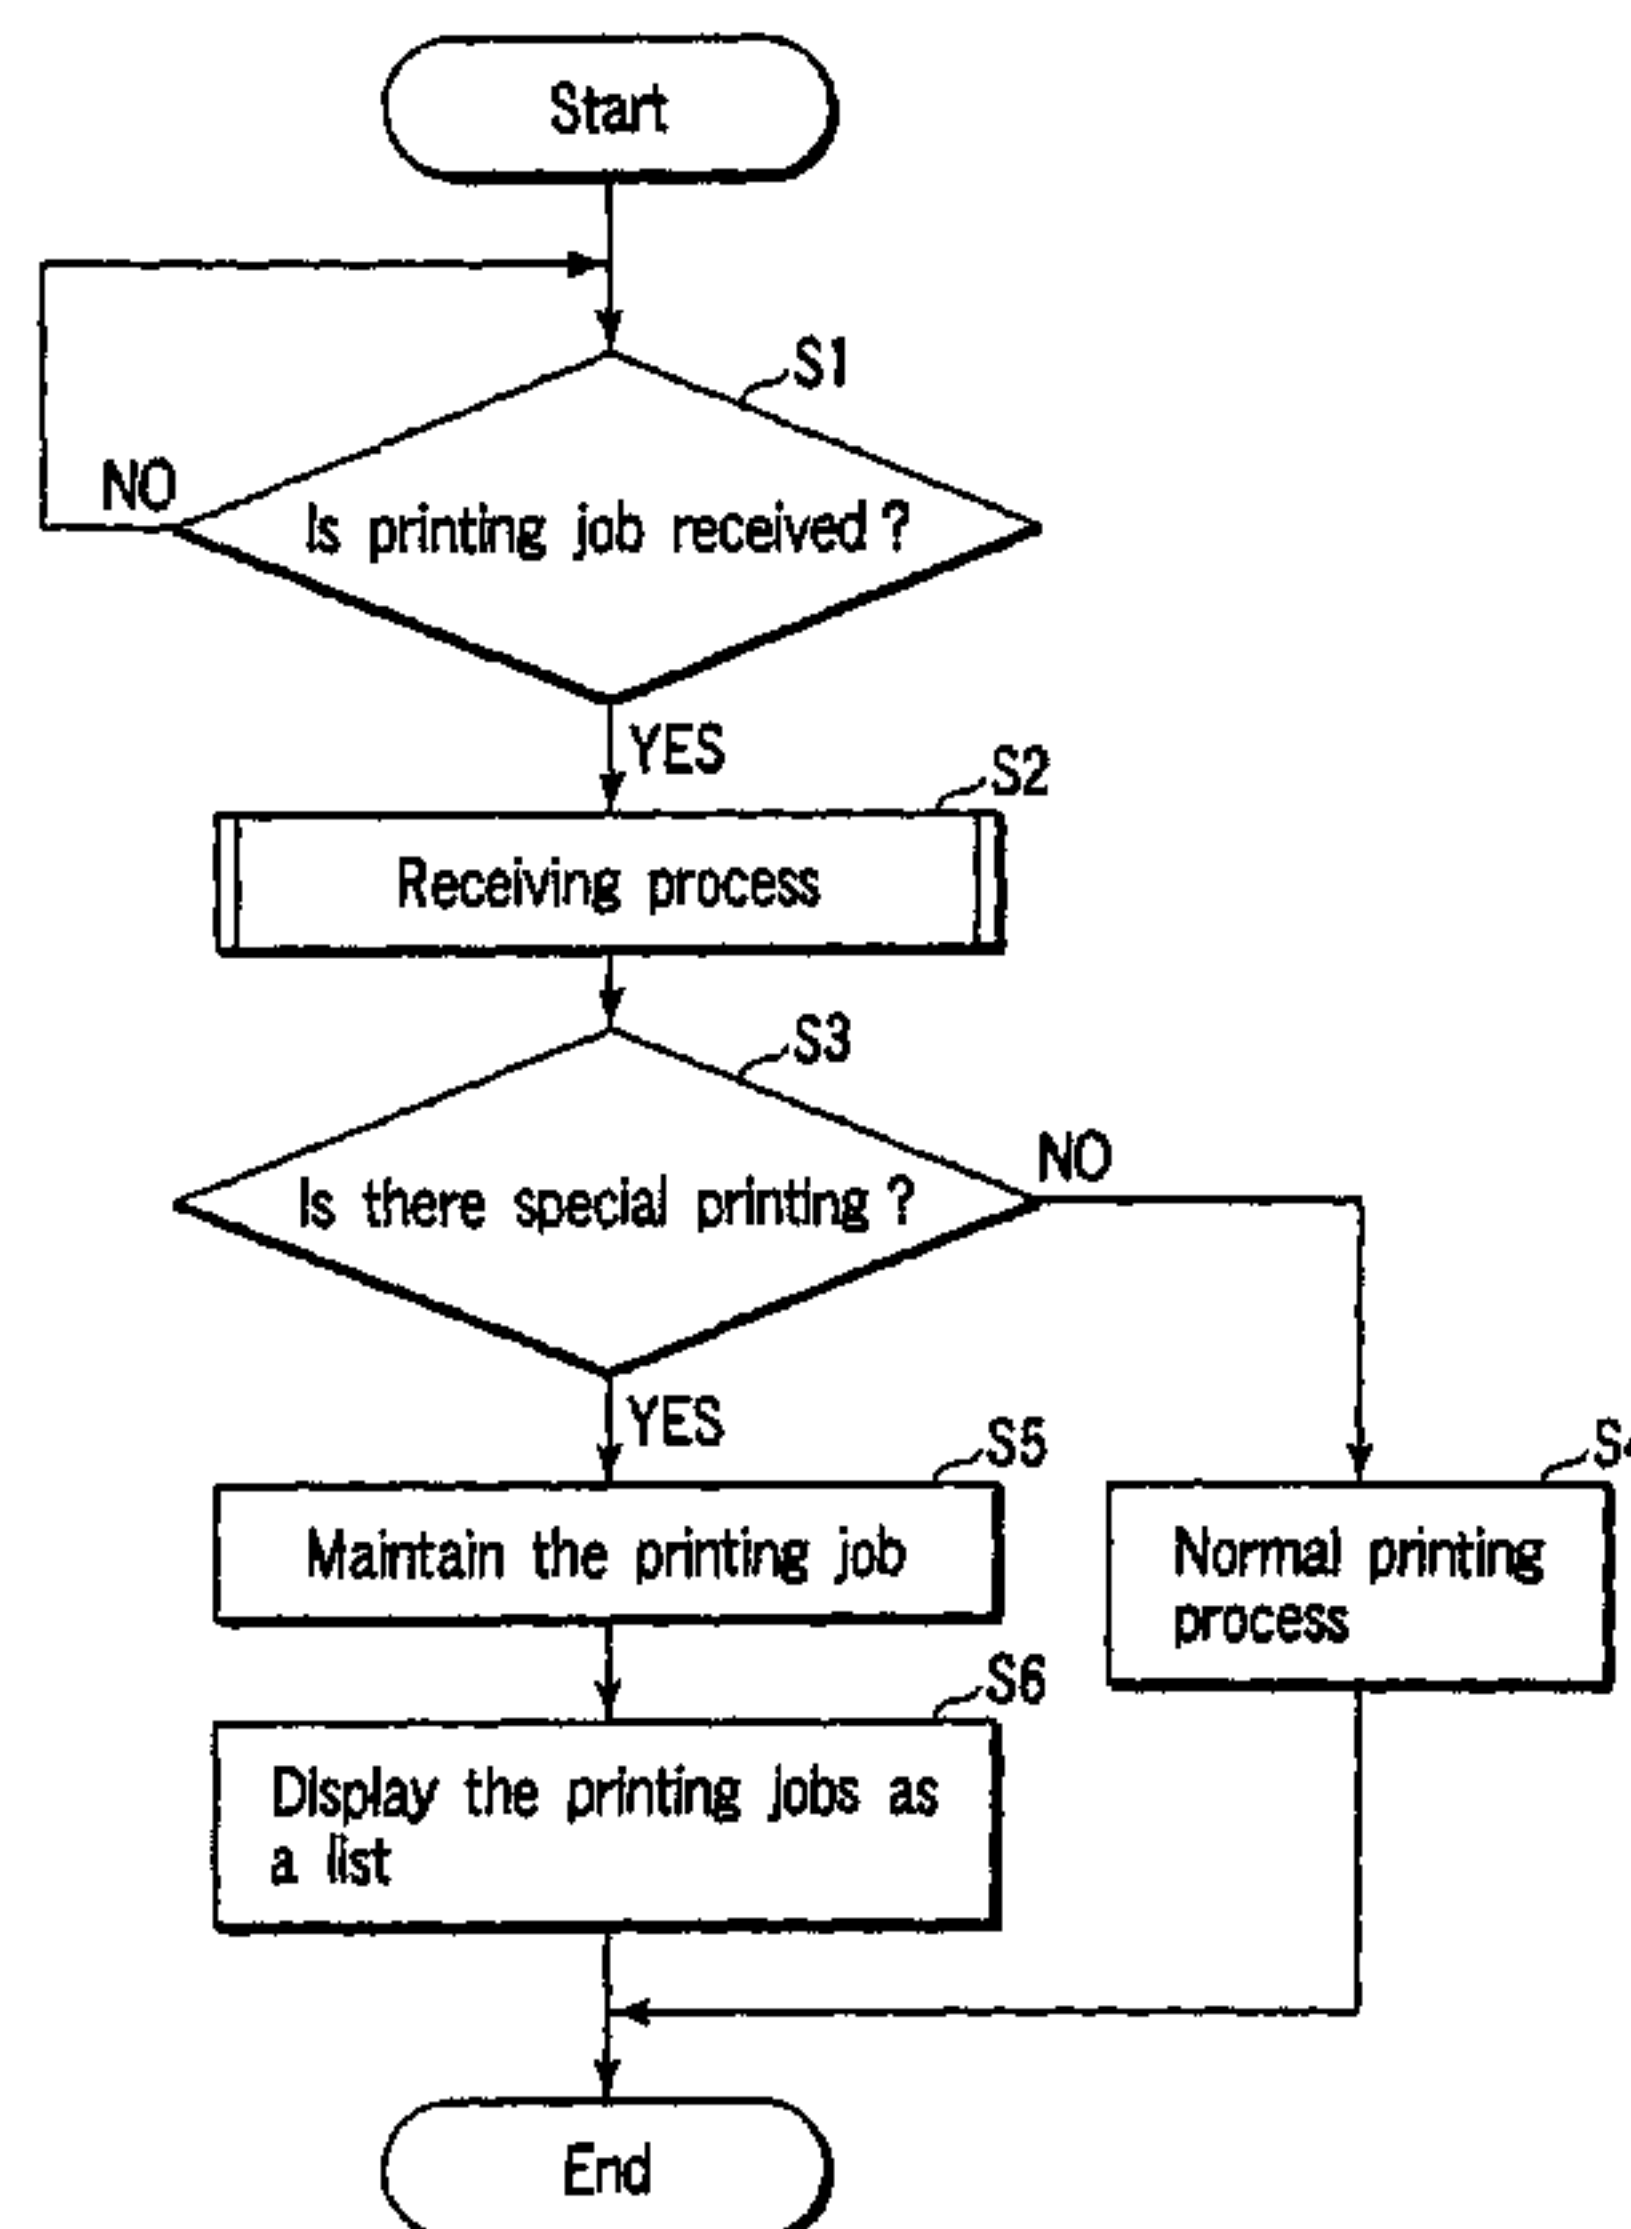 Start
S1
NO
Is printing job received?
YES
S2
Receiving process
S3
NO
Is there special printing?
YES
S5
Maintain the printing job
Normal printing
process
S6
Display the printing jobs as
a list
End